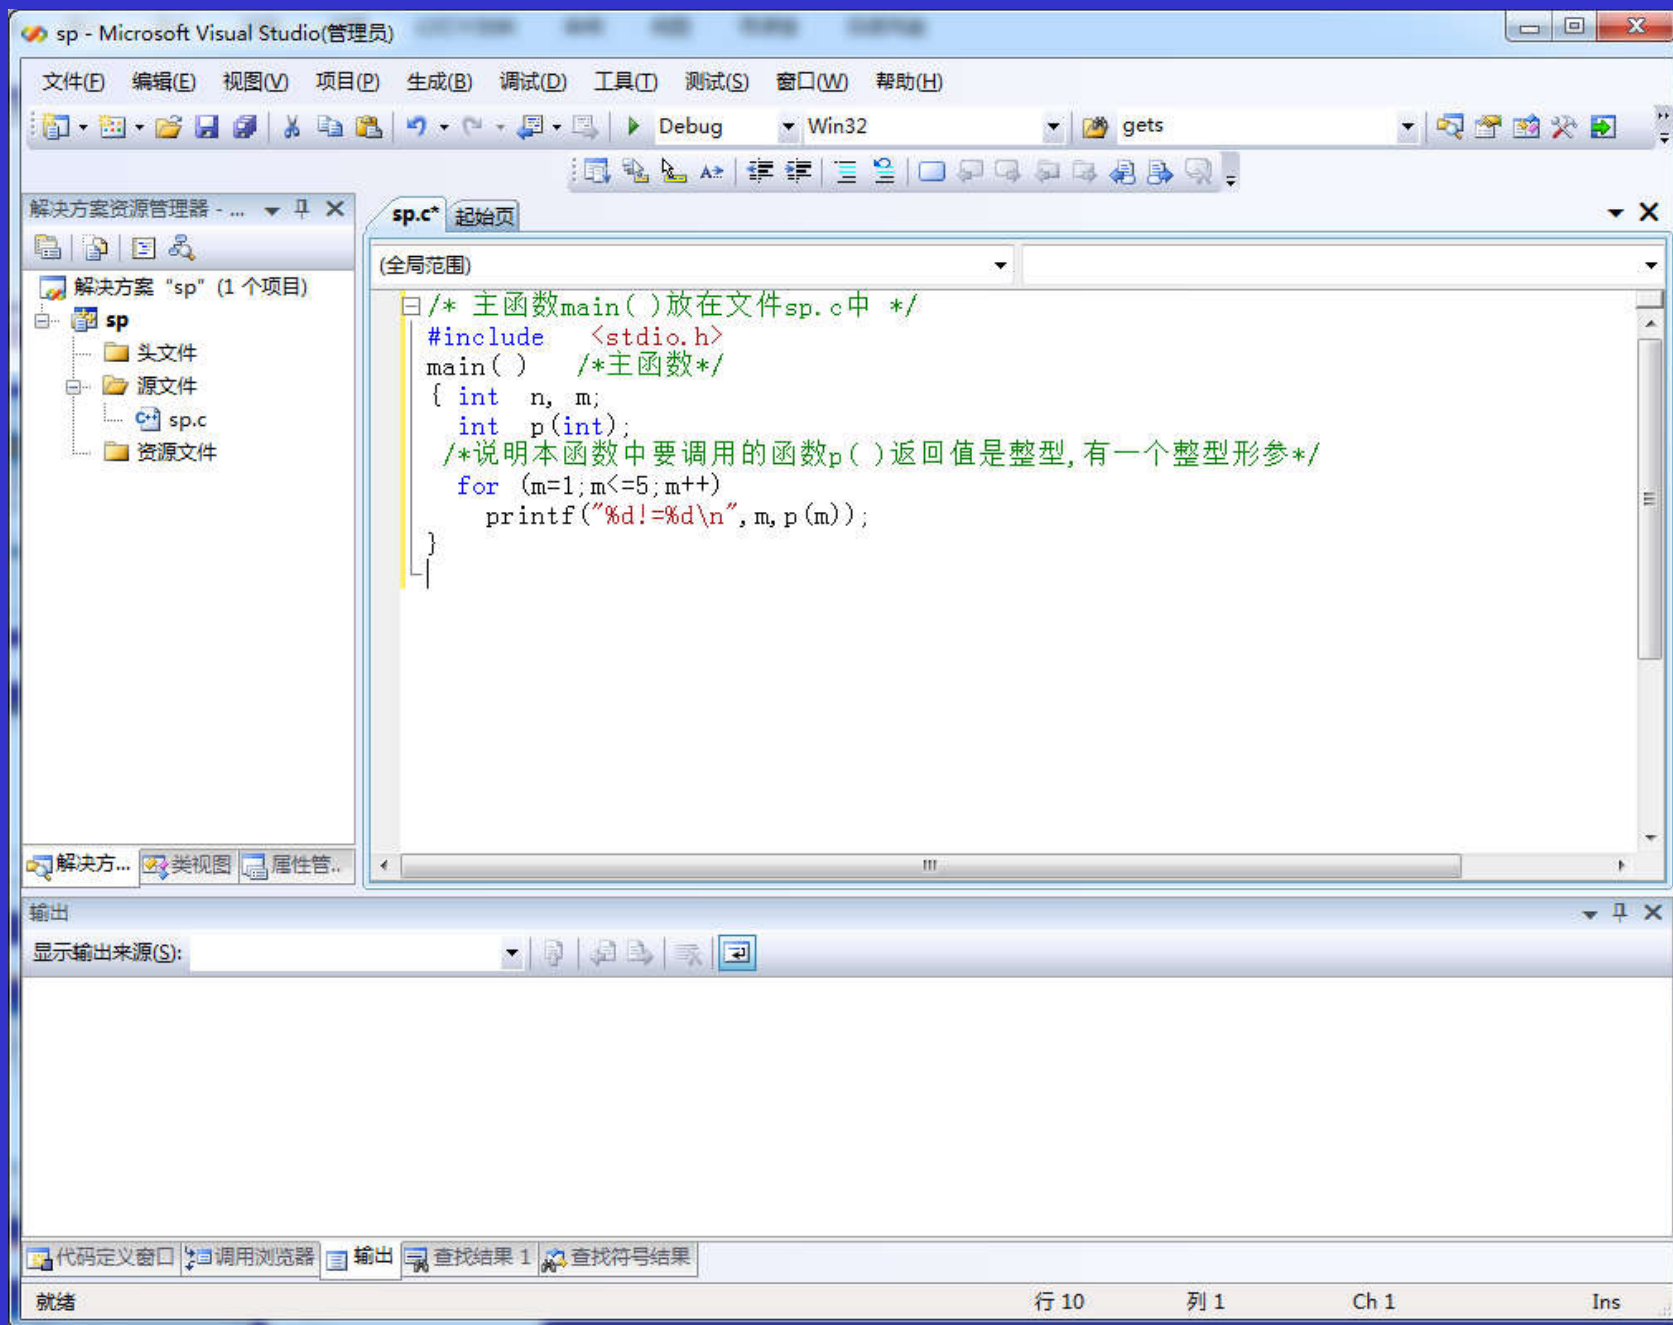 sp - Microsoft Visual Studio(管理员)
文件(F) 编辑(E) 视图(V) 项目(P) 生成(B) 调试(D) 工具(T) 测试(S) 窗口(W) 帮助(H)
Debug Win32 gets
解决方案资源管理器 - ...
解决方案 "sp" (1 个项目)
sp
头文件
源文件
sp.c
资源文件
解决方... 类视图 属性管..
sp.c* 起始页
(全局范围)
/* 主函数main( )放在文件sp.c中 */
#include <stdio.h>
main( ) /*主函数*/
{ int n, m;
int p(int);
/*说明本函数中要调用的函数p( )返回值是整型,有一个整型形参*/
for (m=1;m<=5;m++)
printf("%d!=%d\n",m,p(m));
}
输出
显示输出来源(S):
代码定义窗口 调用浏览器 输出 查找结果 1 查找符号结果
就绪 行 10 列 1 Ch 1 Ins